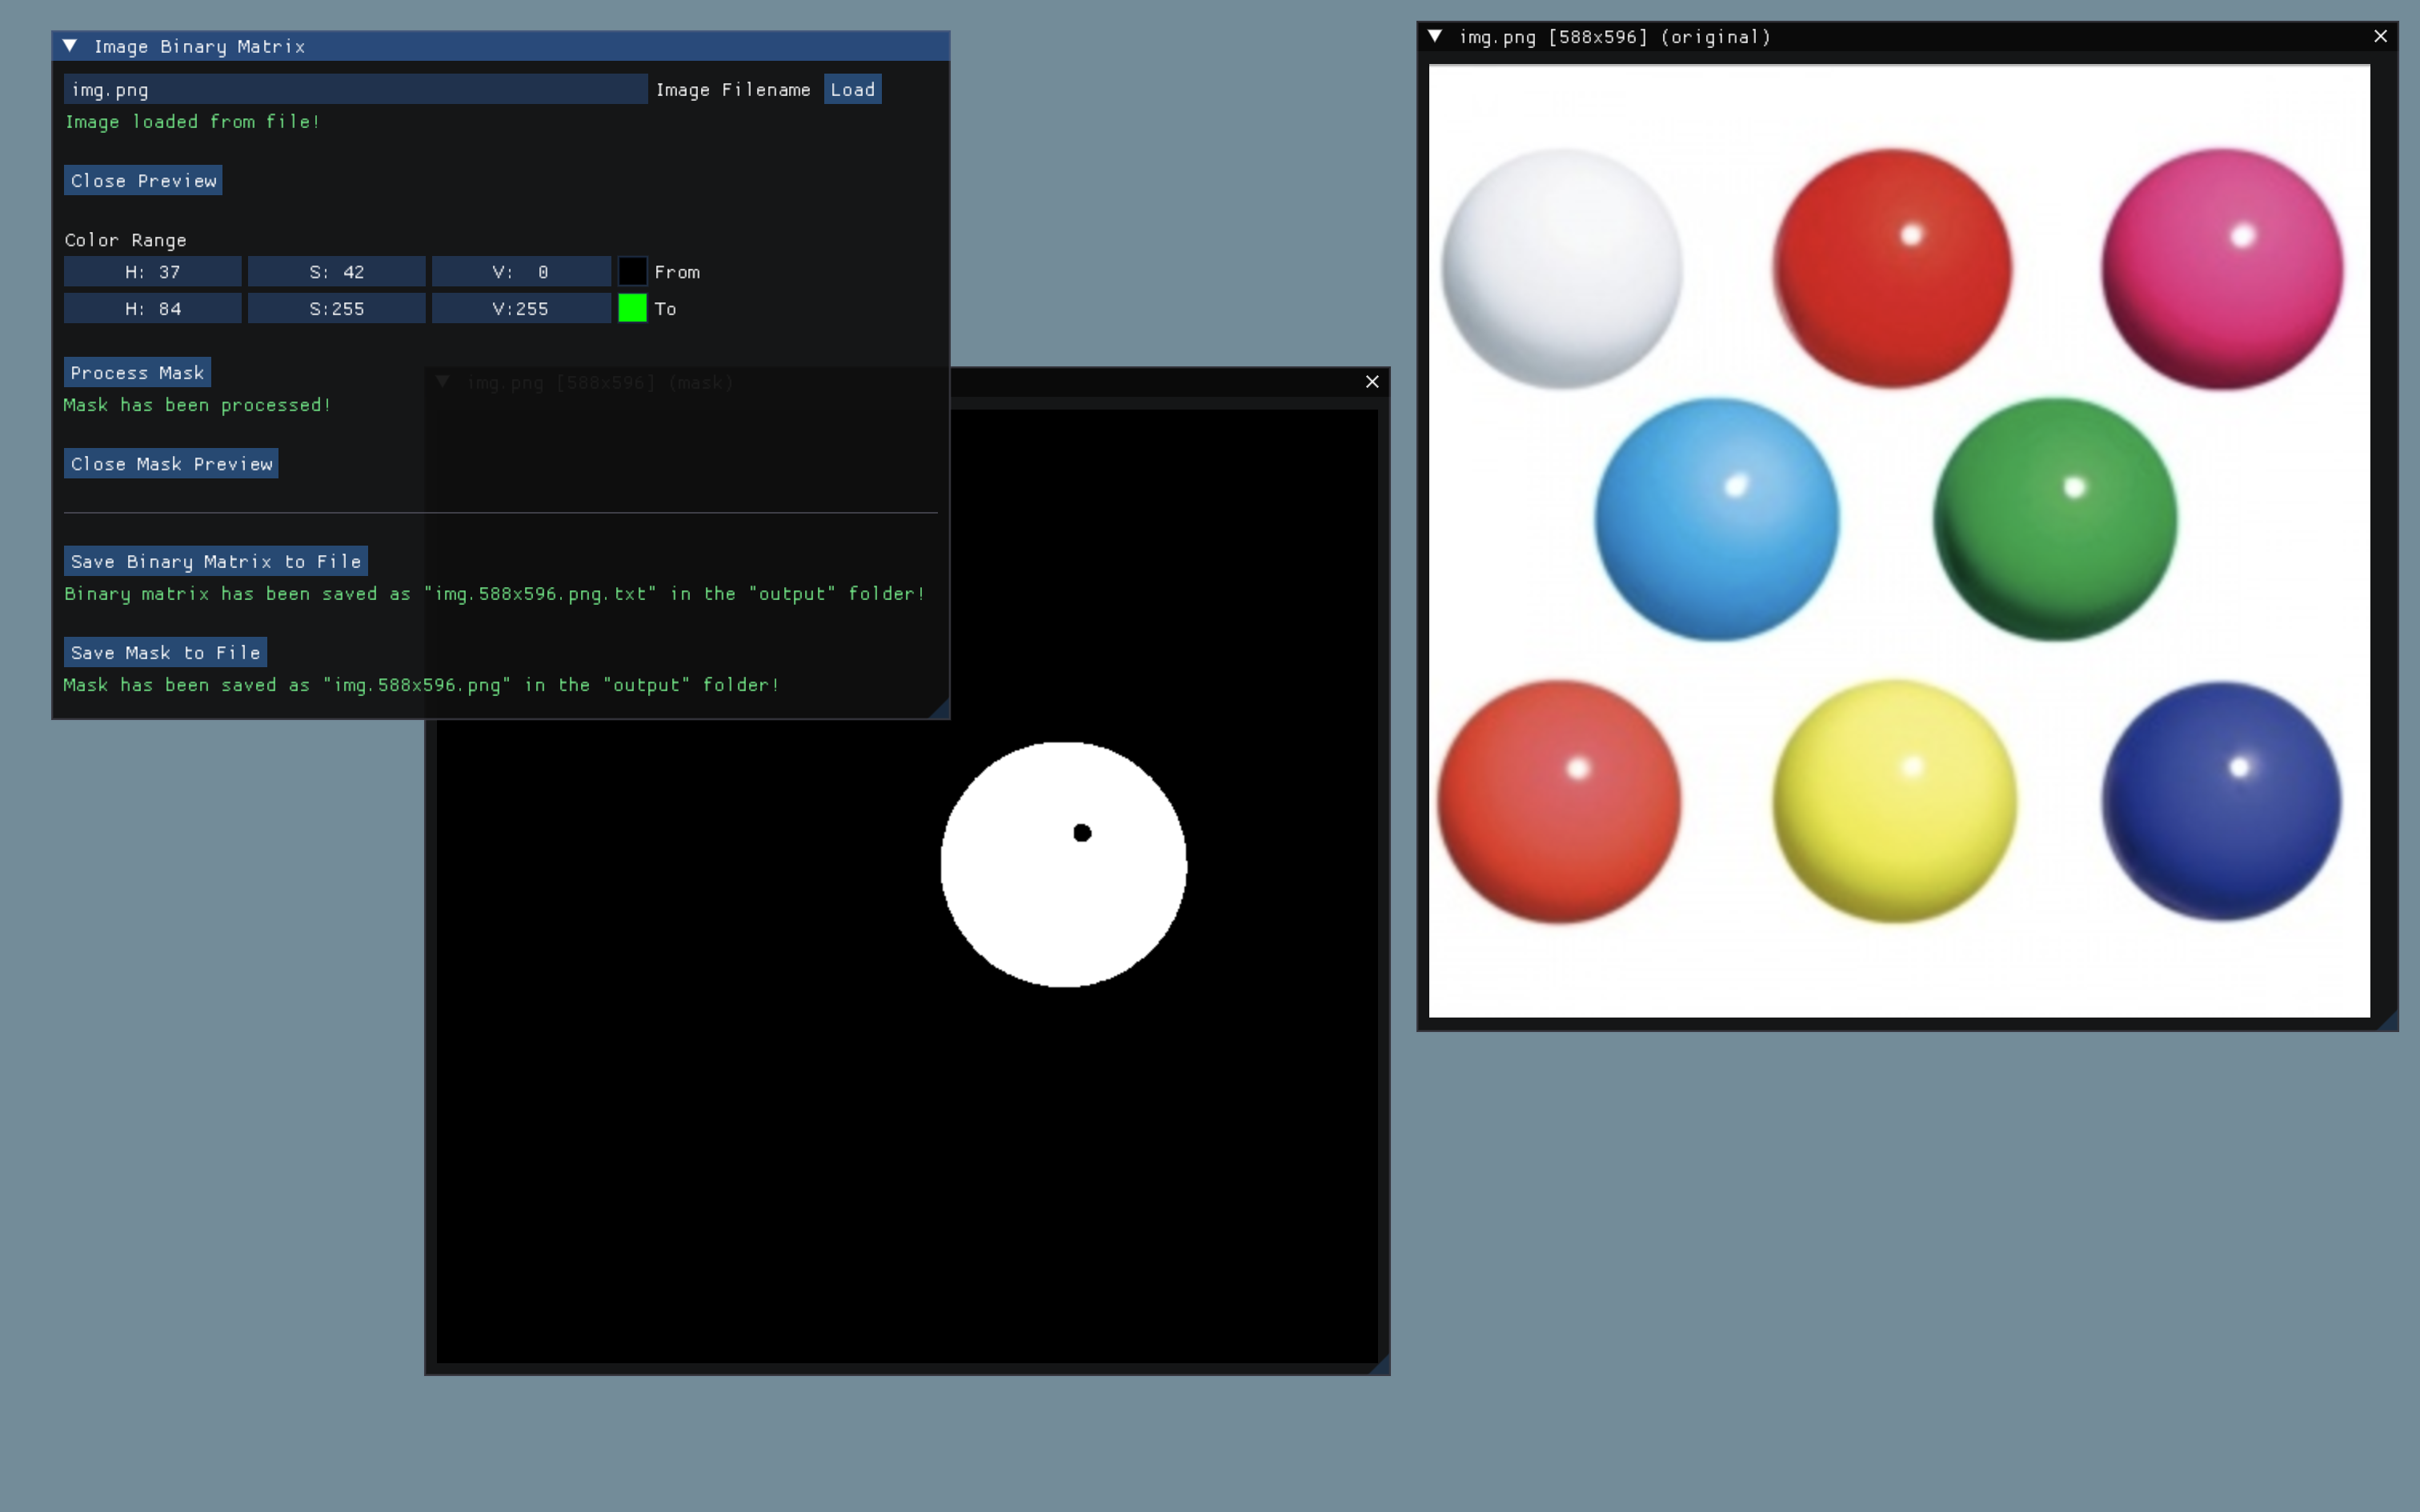 Image Binary Matrix
img.png Image Filename Load
Image loaded from file!
Close Preview
Color Range
H: 37 S: 42 V: 0 From
H: 84 S:255 V:255 To
Process Mask
Mask has been processed!
Close Mask Preview
Save Binary Matrix to File
Binary matrix has been saved as "img.588x596.png.txt" in the "output" folder!
Save Mask to File
Mask has been saved as "img.588x596.png" in the "output" folder!
img.png [588x596] (mask)
img.png [588x596] (original)